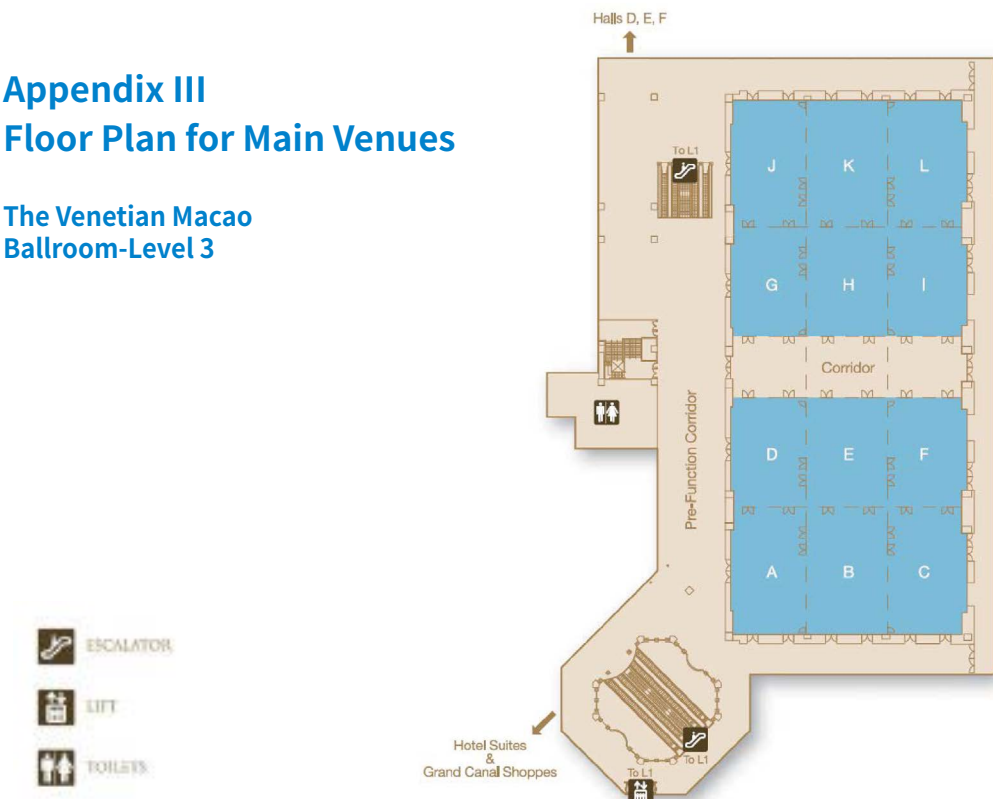 Appendix III
Floor Plan for Main Venues
The Venetian Macao
Ballroom-Level 3
Halls D, E, F
To L1
J
K
L
G
H
I
Corridor
Pre-Function Corridor
D
E
F
A
B
C
ESCALATOR
LIFT
TOILETS
Hotel Suites
&
Grand Canal Shoppes
To L1
To L1